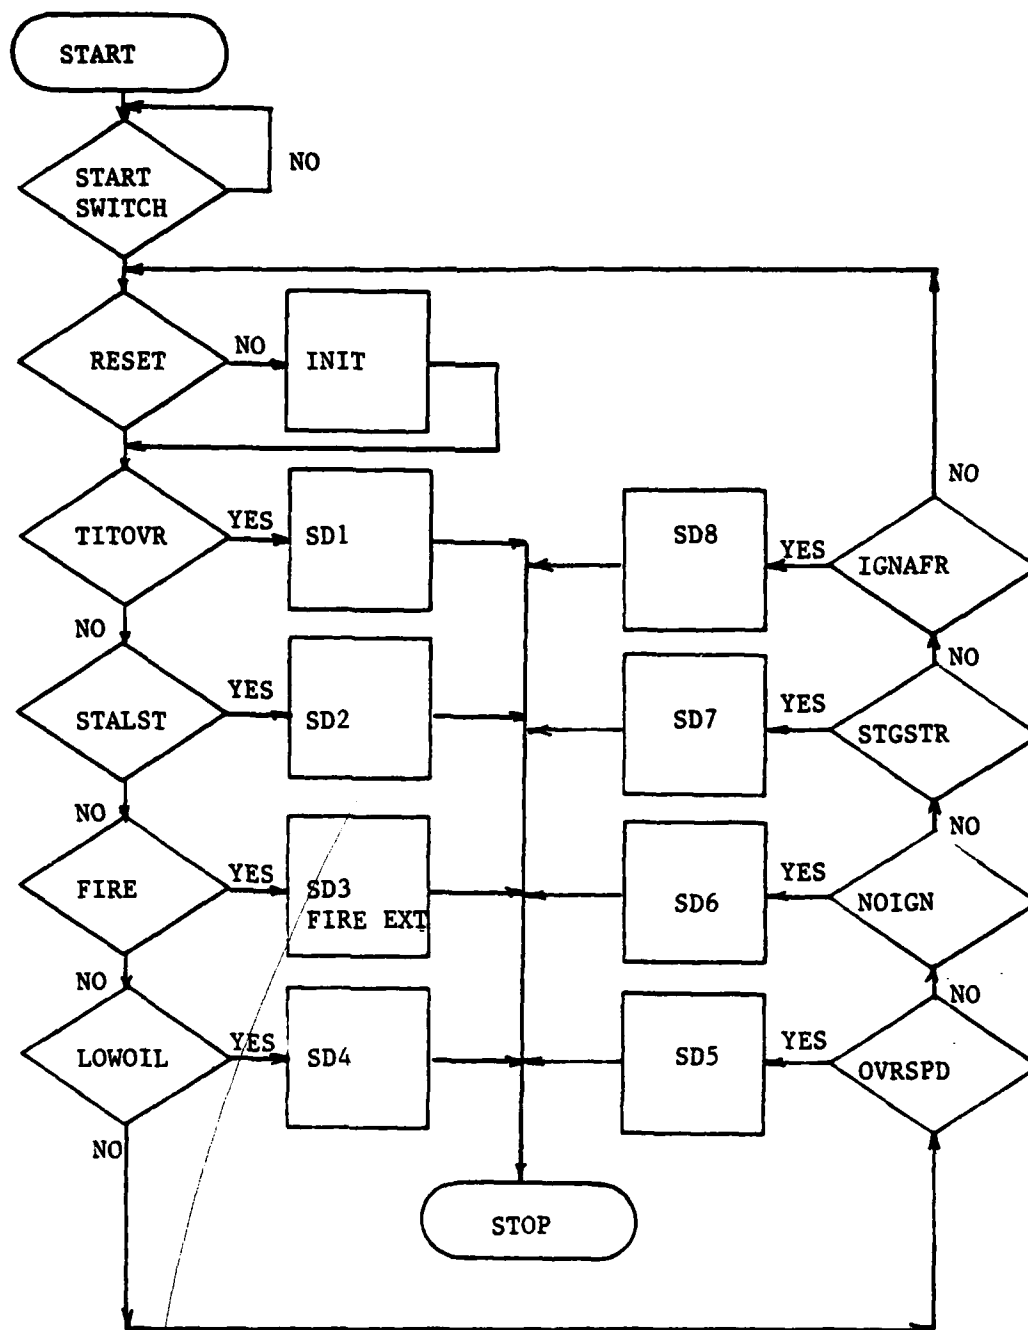 START
NO
START
SWITCH
RESET
NO
INIT
NO
TITOVR
YES
SD1
SD8
YES
IGNAFR
NO
NO
STALST
YES
SD2
SD7
YES
STGSTR
NO
NO
FIRE
YES
SD3
FIRE EXT
SD6
YES
NOIGN
NO
NO
LOWOIL
YES
SD4
SD5
YES
OVRSPD
NO
STOP